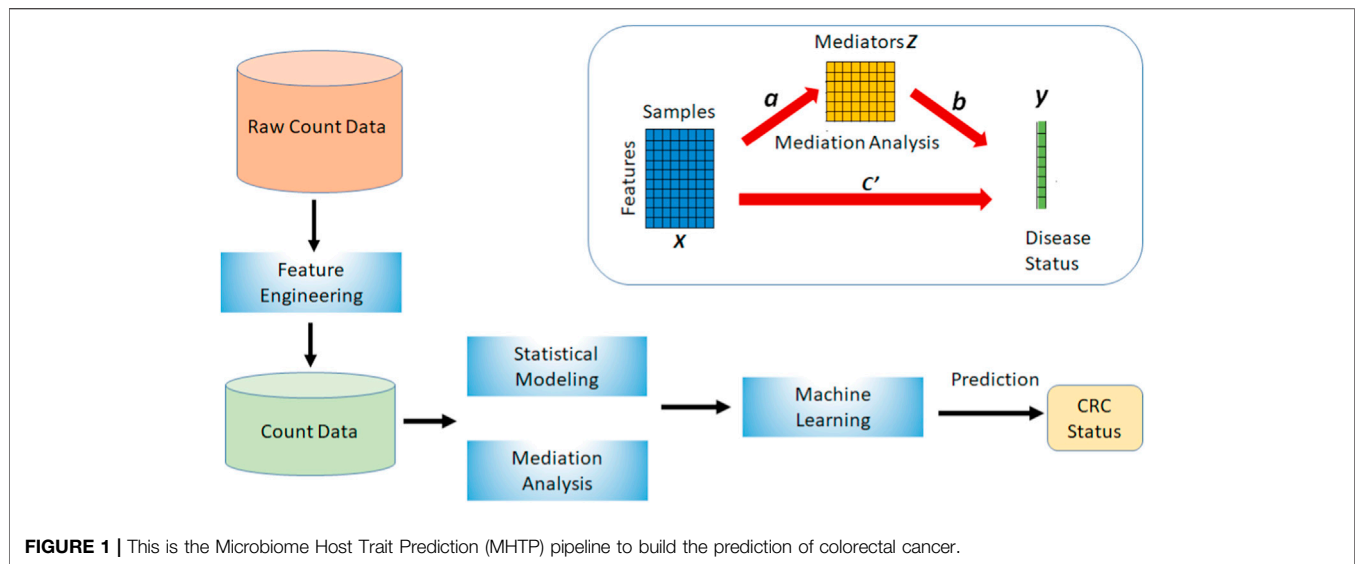 Raw Count Data
Feature
Engineering
Count Data
Statistical
Modeling
Mediation
Analysis
Machine
Learning
Prediction
CRC
Status
Mediators Z
Samples
a
b
y
Features
Mediation Analysis
c'
X
Disease
Status
FIGURE 1 | This is the Microbiome Host Trait Prediction (MHTP) pipeline to build the prediction of colorectal cancer.